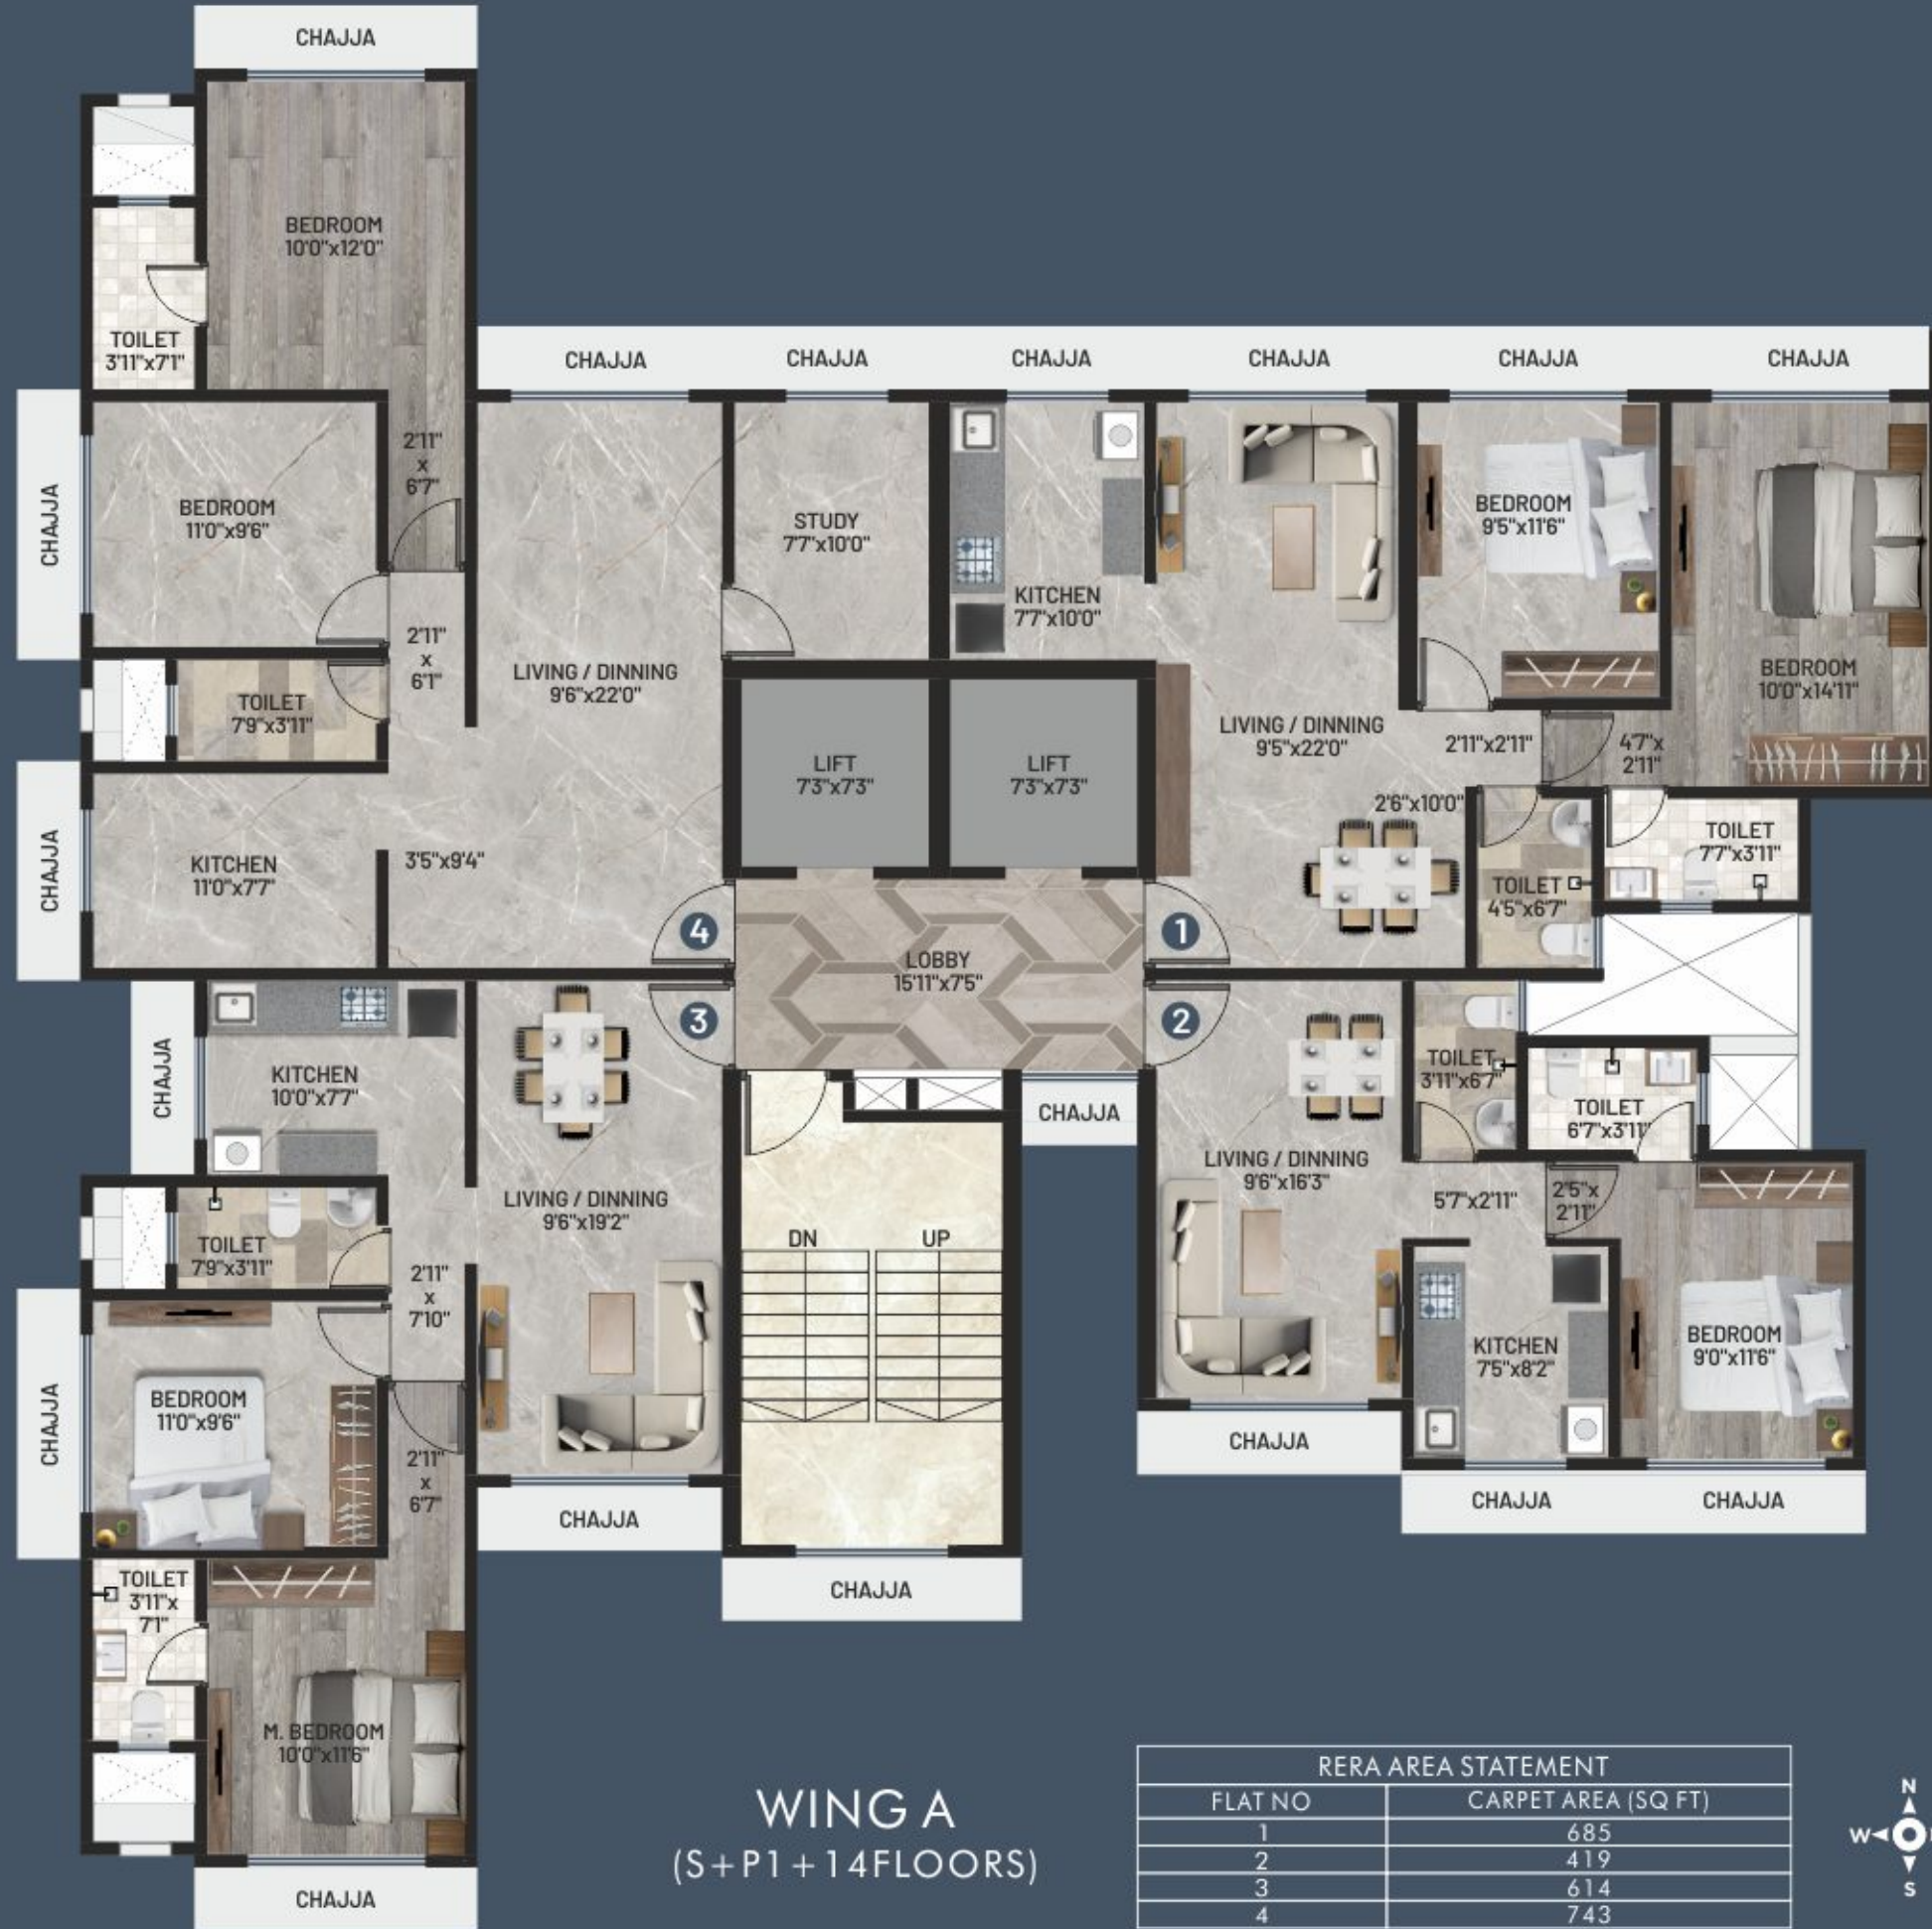 CHAJJA
BEDROOM
10'0"x12'0"
TOILET
3'11"x7'1"
CHAJJA
CHAJJA
CHAJJA
CHAJJA
CHAJJA
CHAJJA
CHAJJA
BEDROOM
11'0"x9'6"
2'11"
x
6'7"
STUDY
7'7"x10'0"
KITCHEN
7'7"x10'0"
BEDROOM
9'5"x11'6"
BEDROOM
10'0"x14'11"
2'11"
x
6'1"
TOILET
7'9"x3'11"
LIVING / DINNING
9'6"x22'0"
LIFT
7'3"x7'3"
LIFT
7'3"x7'3"
LIVING / DINNING
9'5"x22'0"
2'11"x2'11"
4'7"x
2'11"
2'6"x10'0"
CHAJJA
KITCHEN
11'0"x7'7"
3'5"x9'4"
TOILET
4'5"x6'7"
TOILET
7'7"x3'11"
4
1
LOBBY
15'11"x7'5"
3
2
CHAJJA
KITCHEN
10'0"x7'7"
CHAJJA
TOILET
3'11"x6'7"
TOILET
6'7"x3'11"
TOILET
7'9"x3'11"
LIVING / DINNING
9'6"x19'2"
DN
UP
LIVING / DINNING
9'6"x16'3"
5'7"x2'11"
2'5"x
2'11"
2'11"
x
7'10"
KITCHEN
7'5"x8'2"
BEDROOM
9'0"x11'6"
CHAJJA
BEDROOM
11'0"x9'6"
2'11"
x
6'7"
CHAJJA
CHAJJA
CHAJJA
CHAJJA
CHAJJA
TOILET
3'11"x
7'1"
M. BEDROOM
10'0"x11'6"
CHAJJA
WING A
(S+P1+14FLOORS)
RERA AREA STATEMENT
FLAT NO CARPET AREA (SQ FT)
1 685
2 419
3 614
4 743
N
W
S